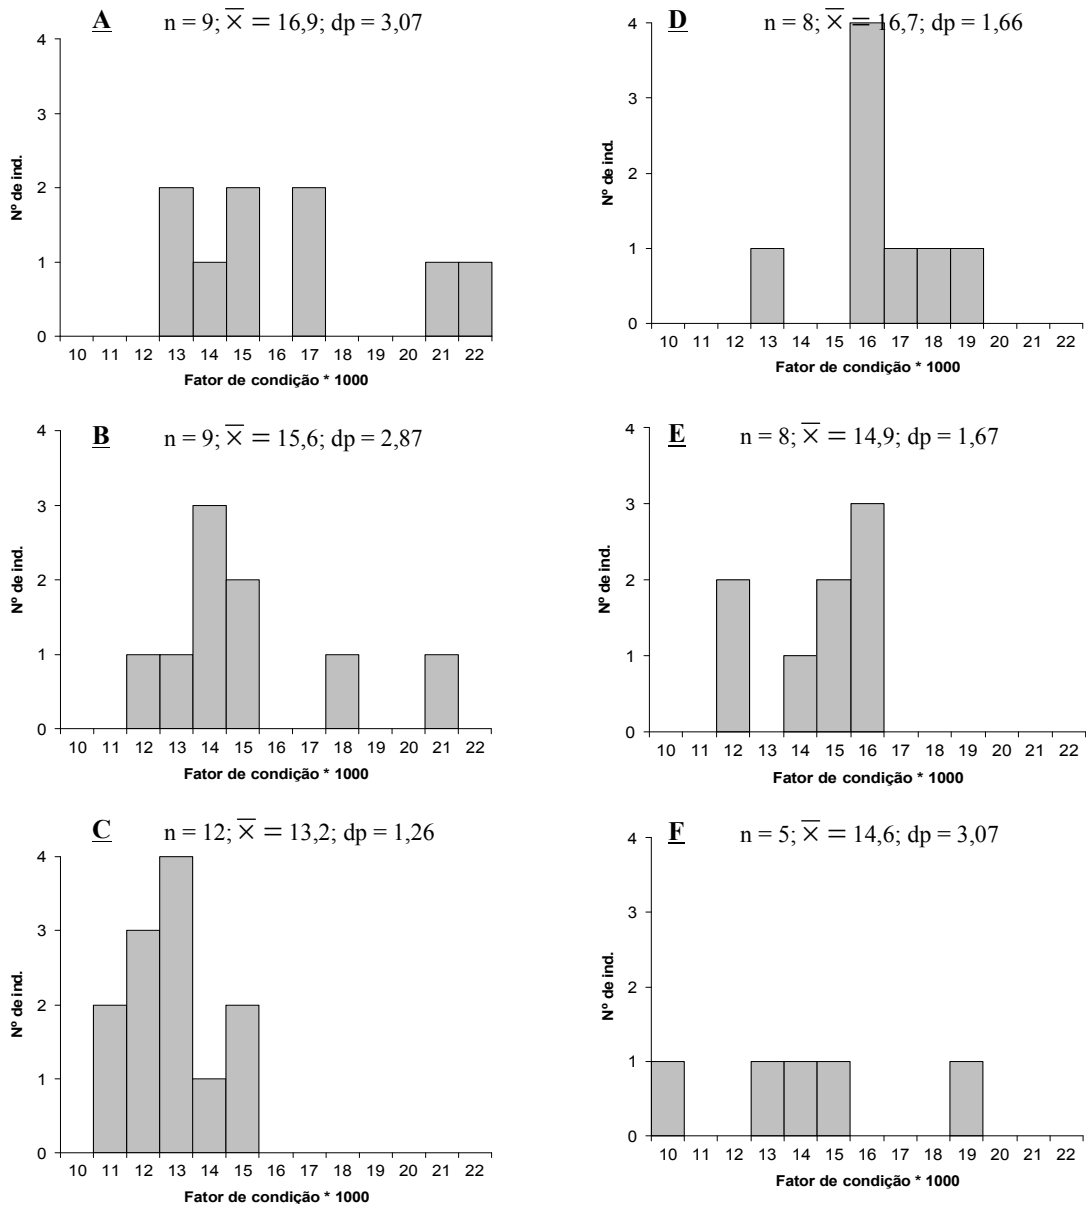 A n = 9; x̄ = 16,9; dp = 3,07
4
3
2
1
0
Nº de ind.
10 11 12 13 14 15 16 17 18 19 20 21 22
Fator de condição * 1000
B n = 9; x̄ = 15,6; dp = 2,87
4
3
2
1
0
Nº de ind.
10 11 12 13 14 15 16 17 18 19 20 21 22
Fator de condição * 1000
C n = 12; x̄ = 13,2; dp = 1,26
4
3
2
1
0
Nº de ind.
10 11 12 13 14 15 16 17 18 19 20 21 22
Fator de condição * 1000
D n = 8; x̄ = 16,7; dp = 1,66
4
3
2
1
0
Nº de ind.
10 11 12 13 14 15 16 17 18 19 20 21 22
Fator de condição * 1000
E n = 8; x̄ = 14,9; dp = 1,67
4
3
2
1
0
Nº de ind.
10 11 12 13 14 15 16 17 18 19 20 21 22
Fator de condição * 1000
F n = 5; x̄ = 14,6; dp = 3,07
4
3
2
1
0
Nº de ind.
10 11 12 13 14 15 16 17 18 19 20 21 22
Fator de condição * 1000